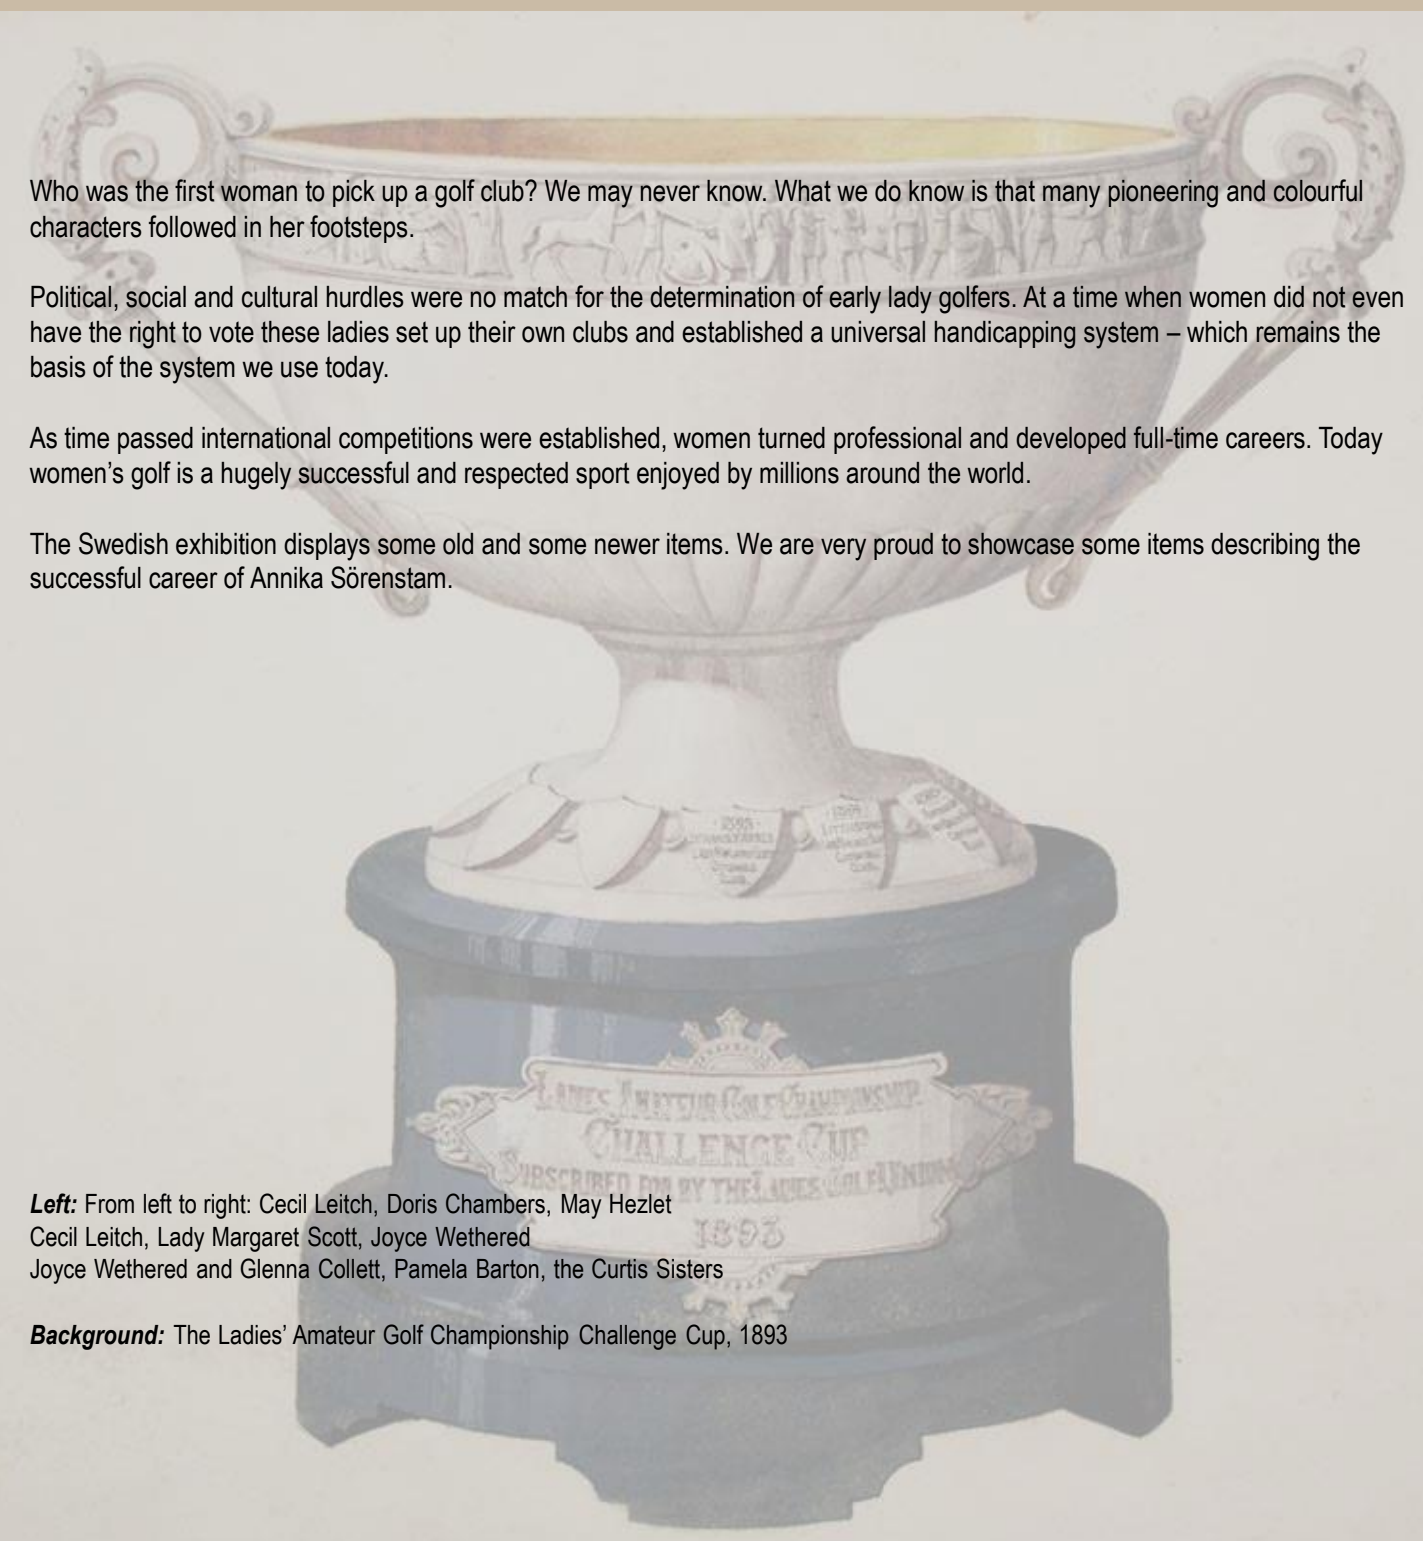 Who was the first woman to pick up a golf club? We may never know. What we do know is that many pioneering and colourful
characters followed in her footsteps.
Political, social and cultural hurdles were no match for the determination of early lady golfers. At a time when women did not even
have the right to vote these ladies set up their own clubs and established a universal handicapping system – which remains the
basis of the system we use today.
As time passed international competitions were established, women turned professional and developed full-time careers. Today
women’s golf is a hugely successful and respected sport enjoyed by millions around the world.
The Swedish exhibition displays some old and some newer items. We are very proud to showcase some items describing the
successful career of Annika Sörenstam.
1893
LADIES AMATEUR GOLF CHAMPIONSHIP
CHALLENGE CUP
SUBSCRIBED FOR BY THE LADIES GOLF UNION
1893
Left: From left to right: Cecil Leitch, Doris Chambers, May Hezlet
Cecil Leitch, Lady Margaret Scott, Joyce Wethered
Joyce Wethered and Glenna Collett, Pamela Barton, the Curtis Sisters
Background: The Ladies’ Amateur Golf Championship Challenge Cup, 1893